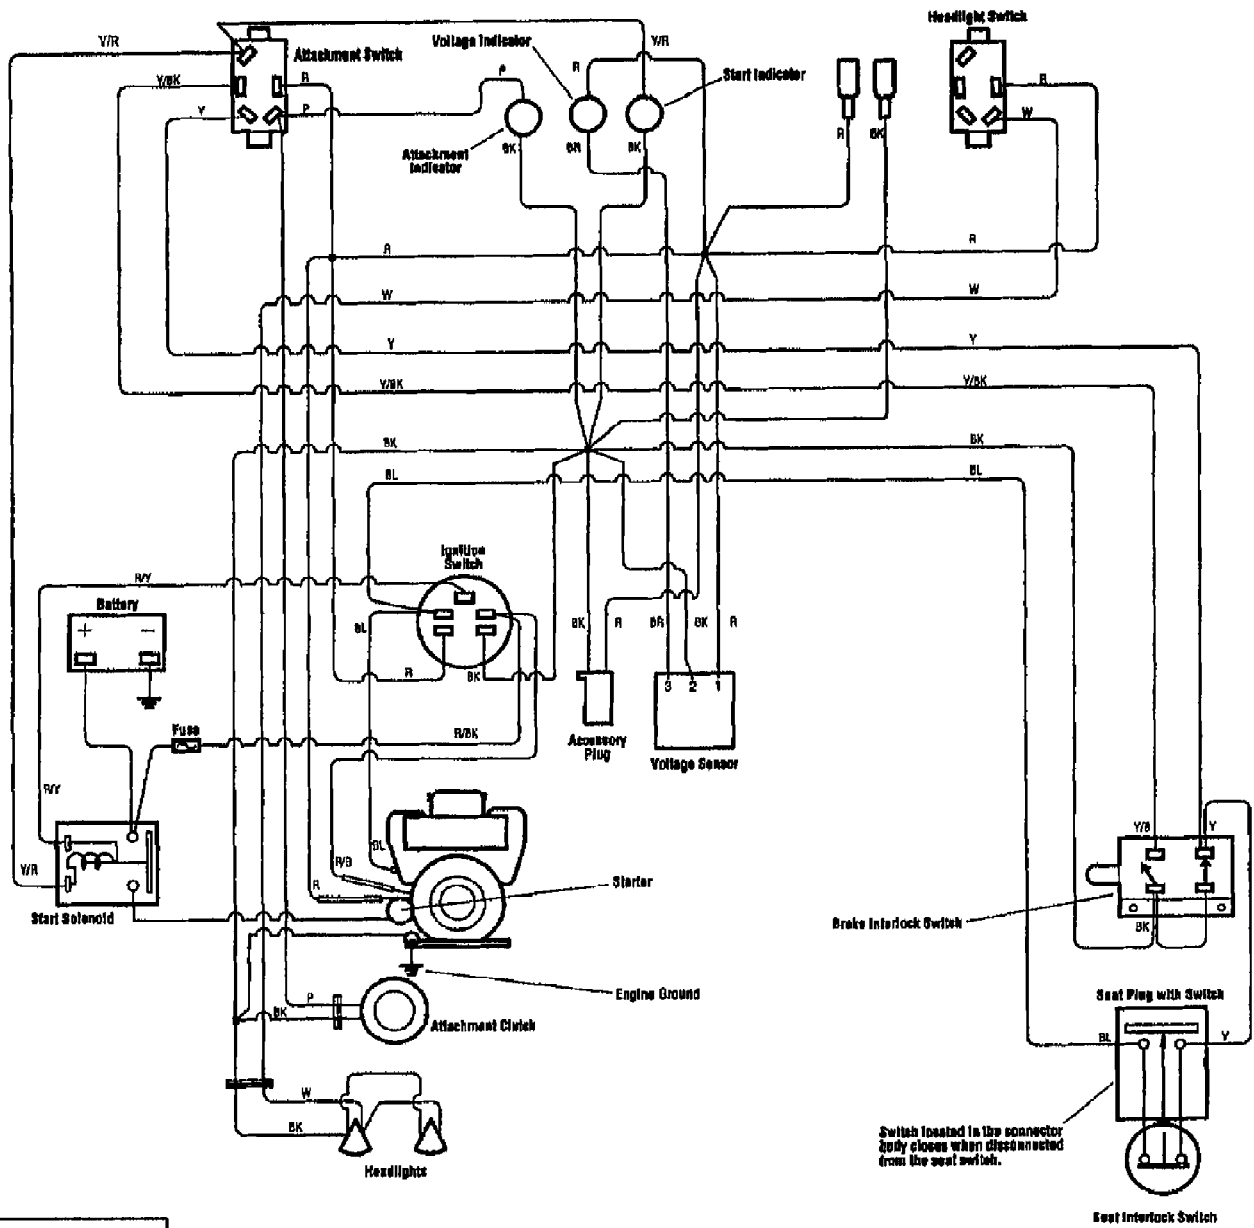 Headlight Switch
Y/R
Attachment Switch
Voltage Indicator
Y/R
Start Indicator
R
P
R
Y/BK
R
Y
P
W
Attachment
Indicator
BK
BR
BK
R
BK
R
R
W
W
Y
Y
Y/BK
Y/BK
BK
BK
BL
BL
Ignition
Switch
R/Y
Battery
+ −
BL
R
BK
BK
R
BR
BK
R
3 2 1
Fuse
R/BK
Accessory
Plug
Voltage Sensor
R/Y
Y/R
Start Solenoid
BL
R/B
R
Starter
Y/B
Y
BK
Brake Interlock Switch
Engine Ground
P
BK
Attachment Clutch
Seat Plug with Switch
BL
Y
W
BK
Headlights
Switch located in the connector
body closes when disconnected
from the seat switch.
Seat Interlock Switch